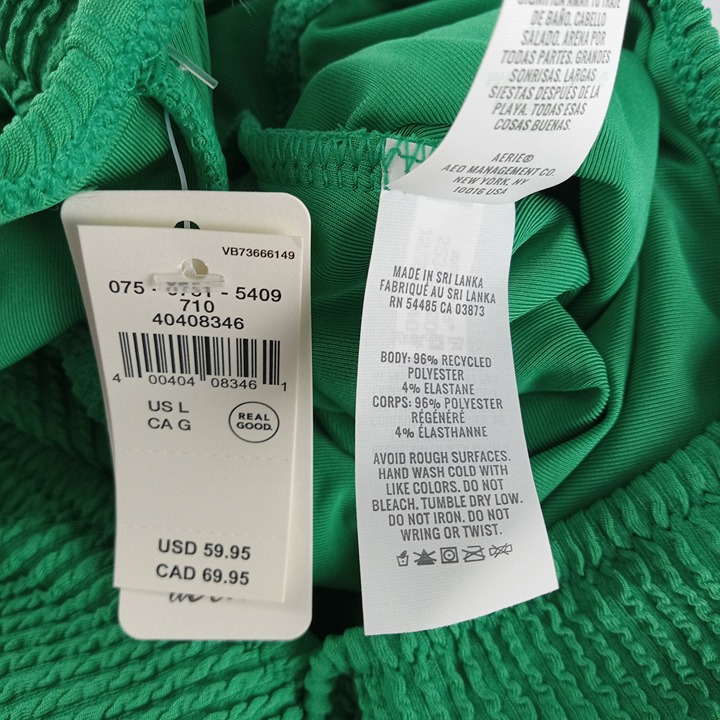 VB73666149
075 - 0751 - 5409
710
40408346
4 00404 08346 1
US L
CA G
REAL
GOOD.
USD 59.95
CAD 69.95
DE BAÑO. CABELLO
SALADO. ARENA POR
TODAS PARTES. GRANDES
SONRISAS. LARGAS
SIESTAS DESPUÉS DE LA
PLAYA. TODAS ESAS
COSAS BUENAS.
AERIE®
AEO MANAGEMENT CO.
NEW YORK, NY
10016 USA
MADE IN SRI LANKA
FABRIQUÉ AU SRI LANKA
RN 54485 CA 03873
BODY: 96% RECYCLED
POLYESTER
4% ELASTANE
CORPS: 96% POLYESTER
RÉGÉNÉRÉ
4% ÉLASTHANNE
AVOID ROUGH SURFACES.
HAND WASH COLD WITH
LIKE COLORS. DO NOT
BLEACH. TUMBLE DRY LOW.
DO NOT IRON. DO NOT
WRING OR TWIST.